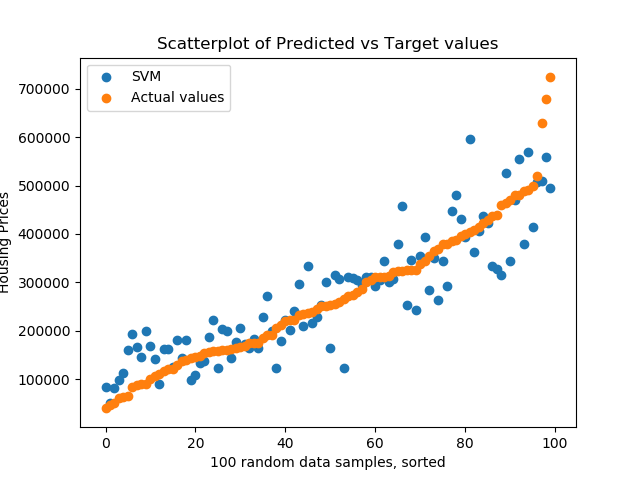 Scatterplot of Predicted vs Target values
SVM
Actual values
700000
600000
500000
400000
300000
200000
100000
Housing Prices
0 20 40 60 80 100
100 random data samples, sorted